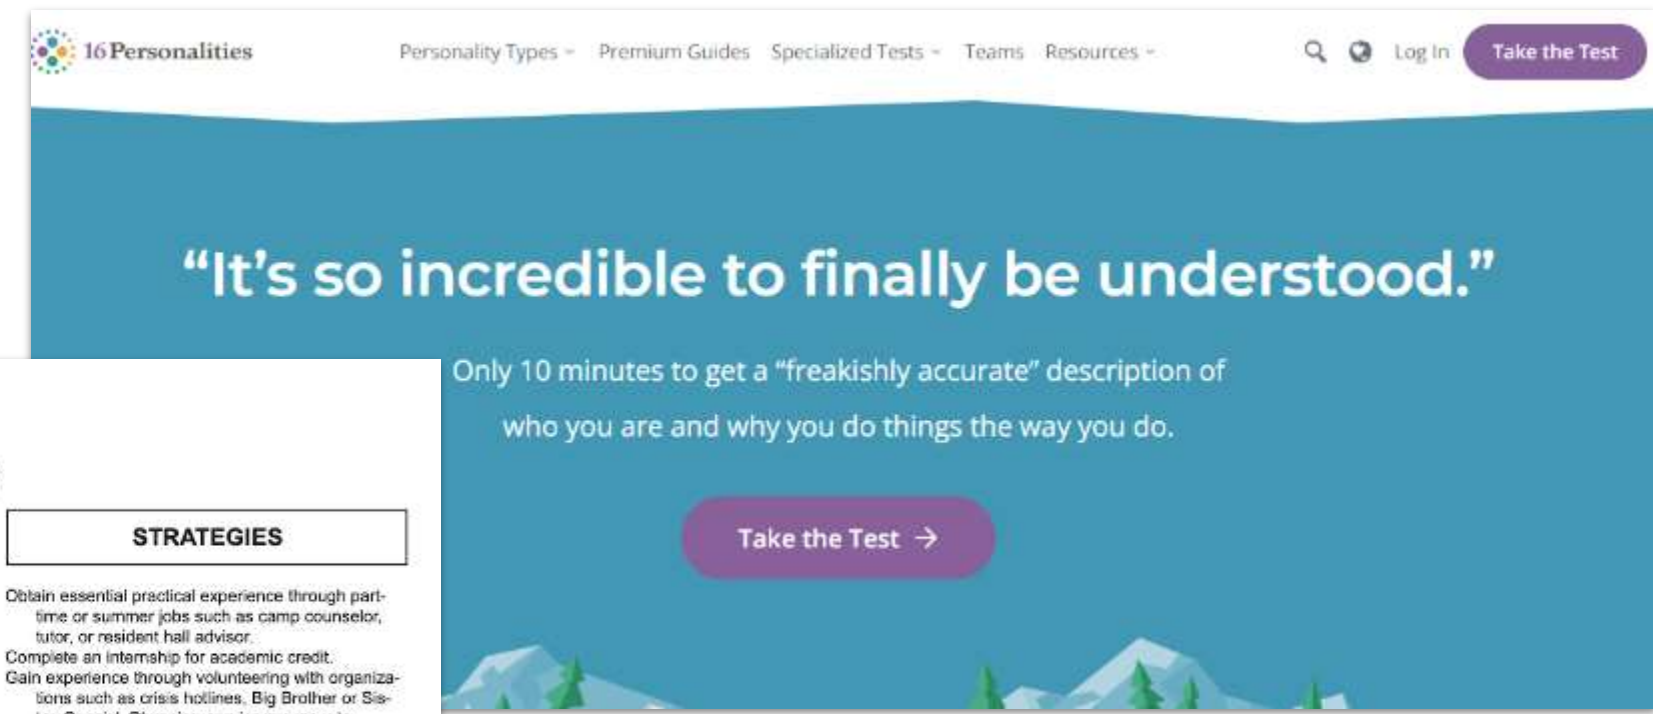 16Personalities
Personality Types
Premium Guides
Specialized Tests
Teams
Resources
Log In
Take the Test
“It’s so incredible to finally be understood.”
Only 10 minutes to get a “freakishly accurate” description of
who you are and why you do things the way you do.
Take the Test →
STRATEGIES
Obtain essential practical experience through part-
time or summer jobs such as camp counselor,
tutor, or resident hall advisor.
Complete an internship for academic credit.
Gain experience through volunteering with organiza-
tions such as crisis hotlines, Big Brother or Sis-